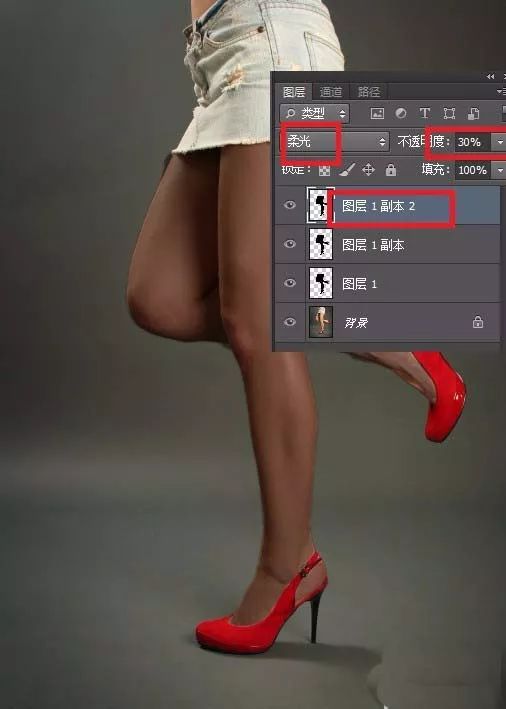 图层 通道 路径
类型 T
柔光 不透明度: 30%
锁定: 填充: 100%
图层 1 副本 2
图层 1 副本
图层 1
背景